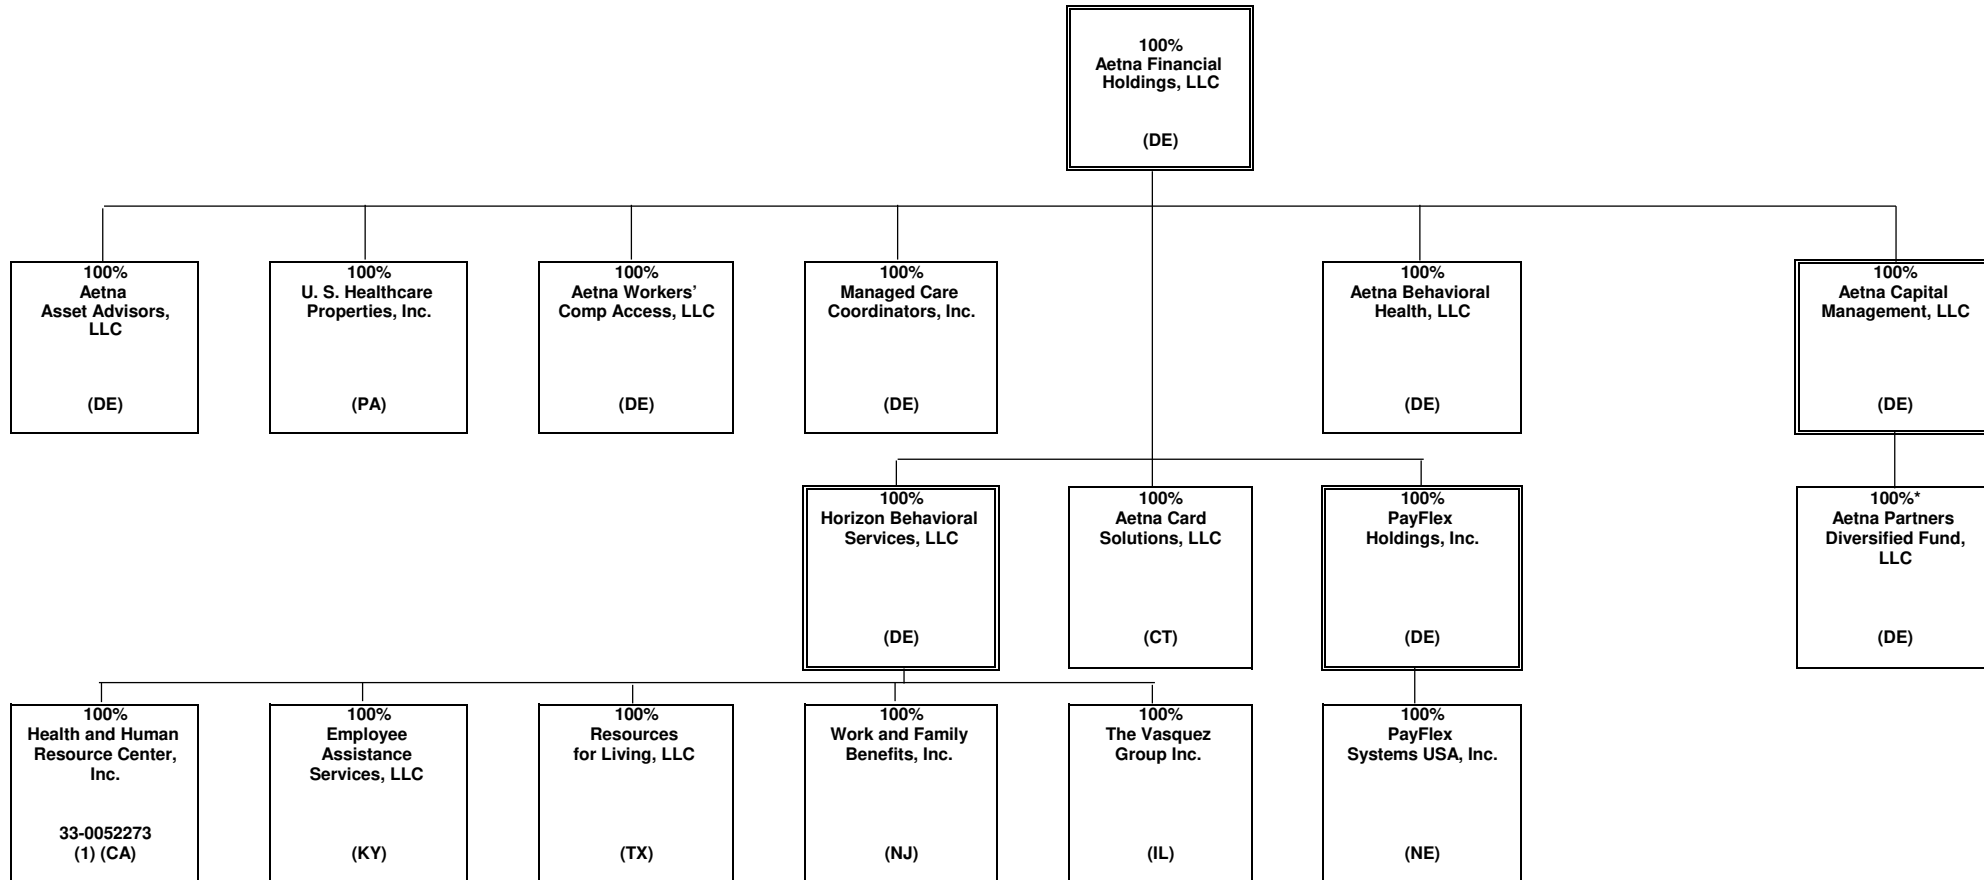 100%
Aetna Financial
Holdings, LLC
(DE)
100%
Aetna
Asset Advisors,
LLC
(DE)
100%
U. S. Healthcare
Properties, Inc.
(PA)
100%
Aetna Workers’
Comp Access, LLC
(DE)
100%
Managed Care
Coordinators, Inc.
(DE)
100%
Aetna Behavioral
Health, LLC
(DE)
100%
Aetna Capital
Management, LLC
(DE)
100%
Horizon Behavioral
Services, LLC
(DE)
100%
Aetna Card
Solutions, LLC
(CT)
100%
PayFlex
Holdings, Inc.
(DE)
100%*
Aetna Partners
Diversified Fund,
LLC
(DE)
100%
Health and Human
Resource Center,
Inc.
33-0052273
(1) (CA)
100%
Employee
Assistance
Services, LLC
(KY)
100%
Resources
for Living, LLC
(TX)
100%
Work and Family
Benefits, Inc.
(NJ)
100%
The Vasquez
Group Inc.
(IL)
100%
PayFlex
Systems USA, Inc.
(NE)